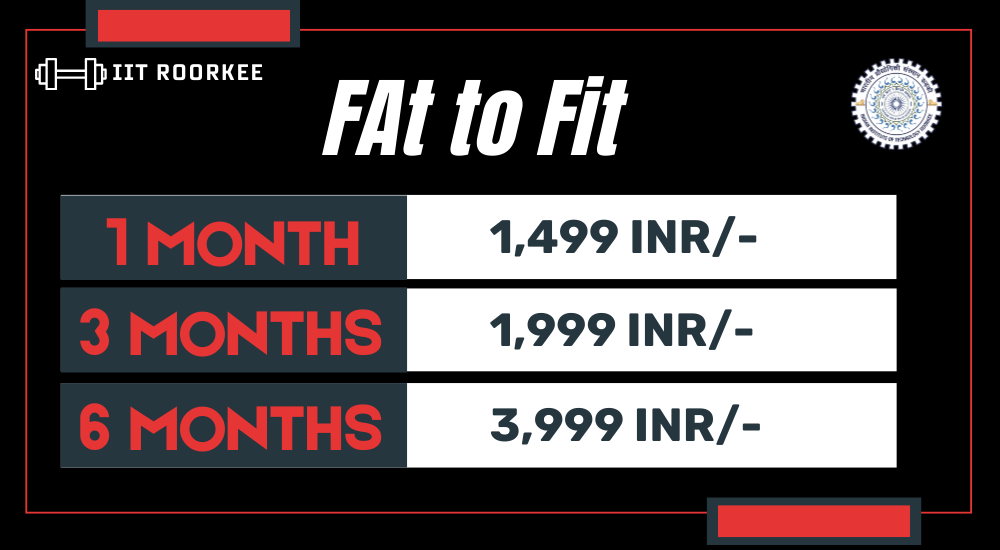 IIT ROORKEE
FAt to Fit
1 MONTH
1,499 INR/-
3 MONTHS
1,999 INR/-
6 MONTHS
3,999 INR/-